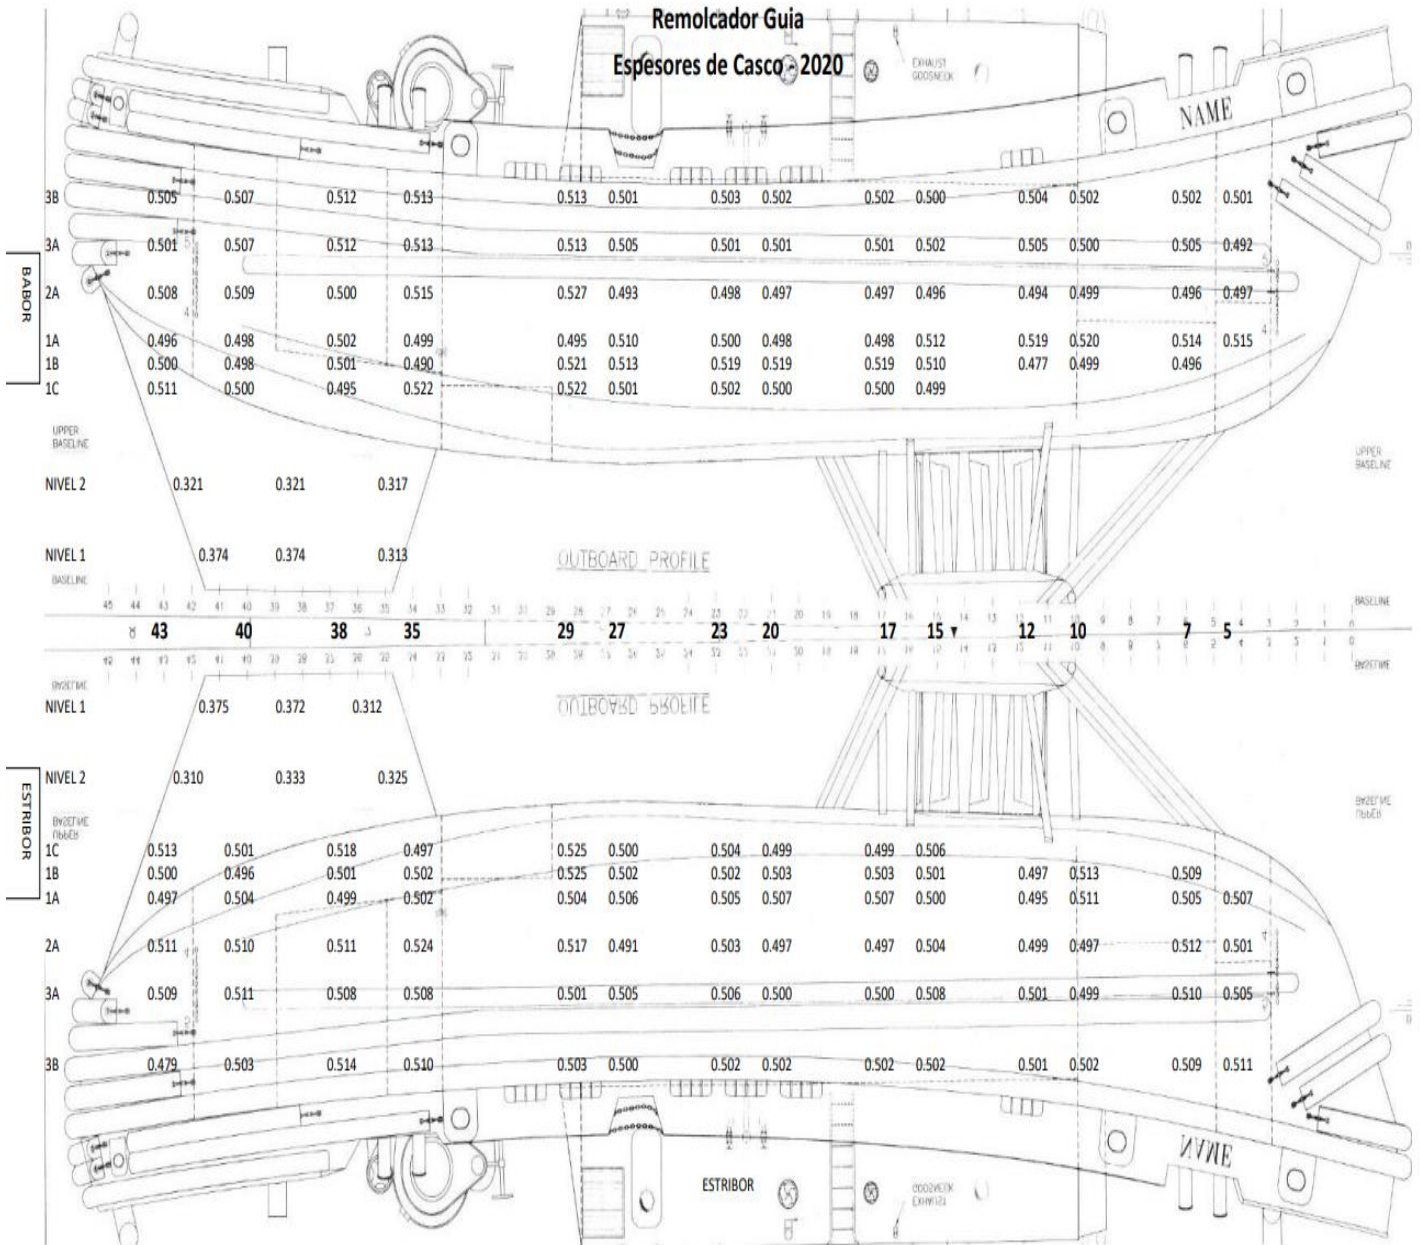 Remolcador Guia
Espesores de Casco - 2020
EXHAUST
GOOSNECK
NAME
3B 0.505 0.507 0.512 0.513 0.513 0.501 0.503 0.502 0.502 0.500 0.504 0.502 0.502 0.501
3A 0.501 0.507 0.512 0.513 0.513 0.505 0.501 0.501 0.501 0.502 0.505 0.500 0.505 0.492
BABOR
2A 0.508 0.509 0.500 0.515 0.527 0.493 0.498 0.497 0.497 0.496 0.494 0.499 0.496 0.497
1A 0.496 0.498 0.502 0.499 0.495 0.510 0.500 0.498 0.498 0.512 0.519 0.520 0.514 0.515
1B 0.500 0.498 0.501 0.490 0.521 0.513 0.519 0.519 0.519 0.510 0.477 0.499 0.496
1C 0.511 0.500 0.495 0.522 0.522 0.501 0.502 0.500 0.500 0.499
UPPER
BASELINE
UPPER
BASELINE
NIVEL 2 0.321 0.321 0.317
NIVEL 1 0.374 0.374 0.313
OUTBOARD PROFILE
BASELINE
BASELINE
43 40 38 35 29 27 23 20 17 15 12 10 7 5
BASELINE
BASELINE
NIVEL 1 0.375 0.372 0.312
OUTBOARD PROFILE
NIVEL 2 0.310 0.333 0.325
ESTRIBOR
BASELINE
UPPER
BASELINE
UPPER
1C 0.513 0.501 0.518 0.497 0.525 0.500 0.504 0.499 0.499 0.506
1B 0.500 0.496 0.501 0.502 0.525 0.502 0.502 0.503 0.503 0.501 0.497 0.513 0.509
1A 0.497 0.504 0.499 0.502 0.504 0.506 0.505 0.507 0.507 0.500 0.495 0.511 0.505 0.507
2A 0.511 0.510 0.511 0.524 0.517 0.491 0.503 0.497 0.497 0.504 0.499 0.497 0.512 0.501
3A 0.509 0.511 0.508 0.508 0.501 0.505 0.506 0.500 0.500 0.508 0.501 0.499 0.510 0.505
3B 0.479 0.503 0.514 0.510 0.503 0.500 0.502 0.502 0.502 0.502 0.501 0.502 0.509 0.511
NAME
ESTRIBOR
GOOSNECK
EXHAUST